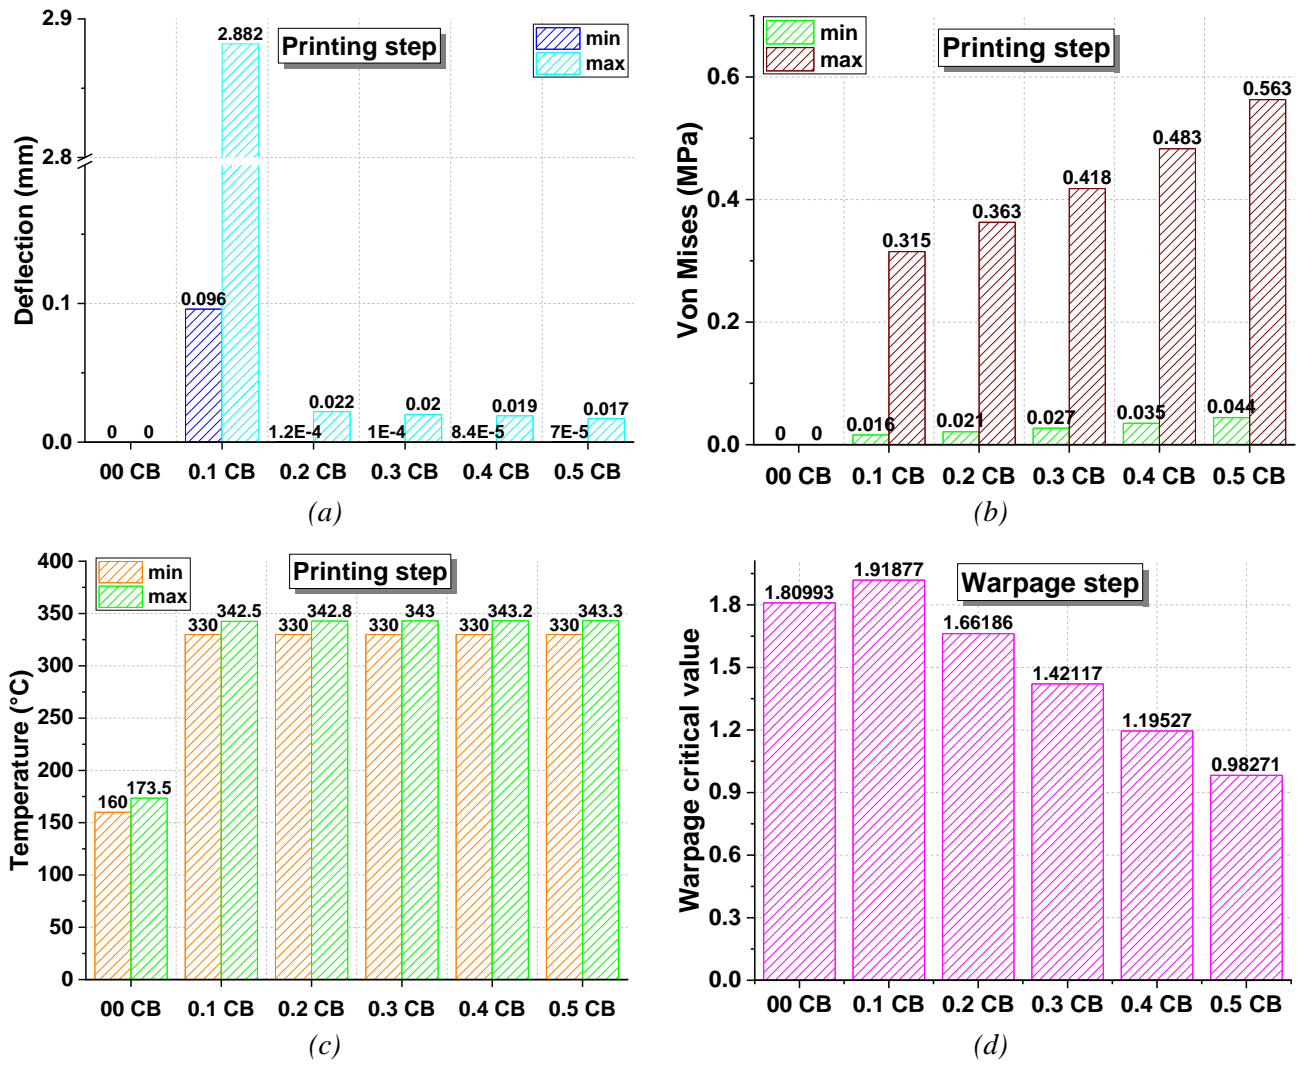 2.9
2.8
0.1
0.0
Deflection (mm)
Printing step
min
max
2.882
0.096
0 0
1.2E-4
0.022
1E-4
0.02
8.4E-5
0.019
7E-5
0.017
00 CB 0.1 CB 0.2 CB 0.3 CB 0.4 CB 0.5 CB
(a)
min
max
Printing step
Von Mises (MPa)
0.6
0.4
0.2
0.0
0 0
0.016
0.315
0.021
0.363
0.027
0.418
0.035
0.483
0.044
0.563
00 CB 0.1 CB 0.2 CB 0.3 CB 0.4 CB 0.5 CB
(b)
Temperature (°C)
400
350
300
250
200
150
100
50
0
min
max
Printing step
160 173.5
330 342.5
330 342.8
330 343
330 343.2
330 343.3
00 CB 0.1 CB 0.2 CB 0.3 CB 0.4 CB 0.5 CB
(c)
Warpage critical value
1.8
1.5
1.2
0.9
0.6
0.3
0.0
Warpage step
1.80993
1.91877
1.66186
1.42117
1.19527
0.98271
00 CB 0.1 CB 0.2 CB 0.3 CB 0.4 CB 0.5 CB
(d)